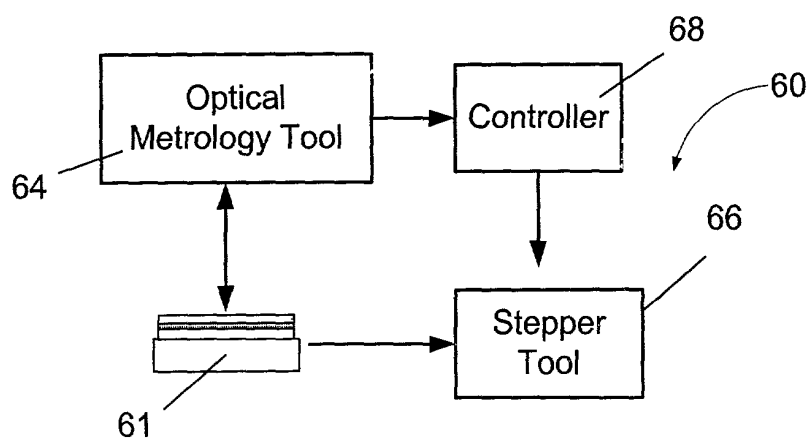 68
60
Optical
Metrology Tool
Controller
64
66
Stepper
Tool
61